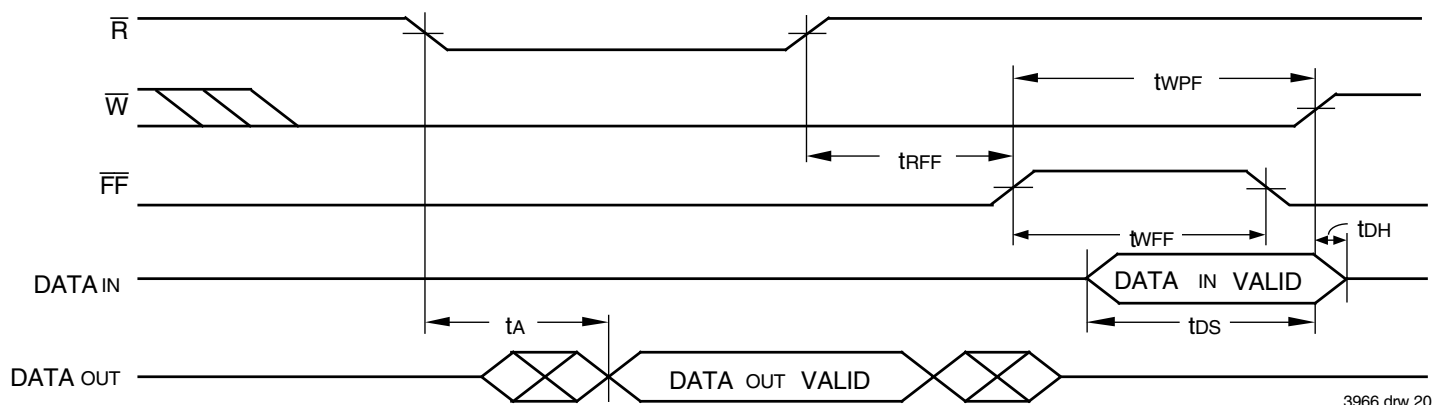 R
tWPF
W
tRFF
FF
tWFF
tDH
DATA IN
DATA IN VALID
tA
tDS
DATA OUT
DATA OUT VALID
3966 drw 20